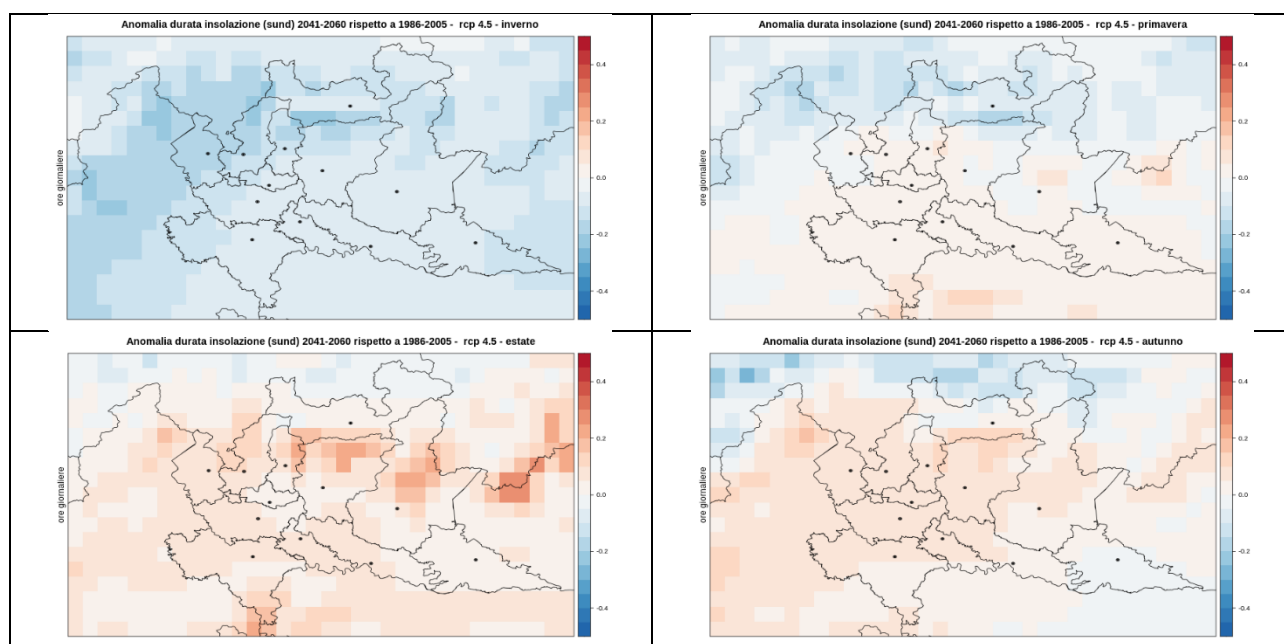 Anomalia durata insolazione (sund) 2041-2060 rispetto a 1986-2005 - rcp 4.5 - inverno
ore giornaliere
0.4
0.2
0.0
-0.2
-0.4
Anomalia durata insolazione (sund) 2041-2060 rispetto a 1986-2005 - rcp 4.5 - primavera
ore giornaliere
0.4
0.2
0.0
-0.2
-0.4
Anomalia durata insolazione (sund) 2041-2060 rispetto a 1986-2005 - rcp 4.5 - estate
ore giornaliere
0.4
0.2
0.0
-0.2
-0.4
Anomalia durata insolazione (sund) 2041-2060 rispetto a 1986-2005 - rcp 4.5 - autunno
ore giornaliere
0.4
0.2
0.0
-0.2
-0.4